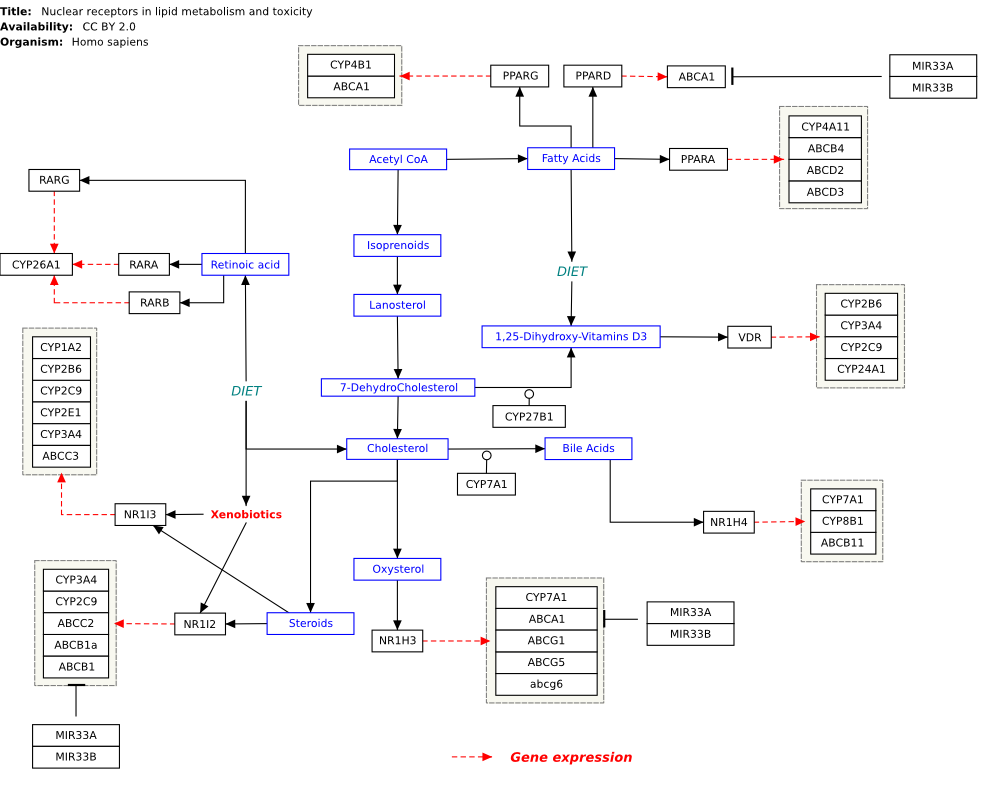 Title: Nuclear receptors in lipid metabolism and toxicity
Availability: CC BY 2.0
Organism: Homo sapiens
CYP4B1
ABCA1
PPARG
PPARD
ABCA1
MIR33A
MIR33B
Acetyl CoA
Fatty Acids
PPARA
CYP4A11
ABCB4
ABCD2
ABCD3
RARG
CYP26A1
RARA
Retinoic acid
RARB
Isoprenoids
Lanosterol
DIET
1,25-Dihydroxy-Vitamins D3
VDR
CYP2B6
CYP3A4
CYP2C9
CYP24A1
CYP1A2
CYP2B6
CYP2C9
CYP2E1
CYP3A4
ABCC3
DIET
7-DehydroCholesterol
CYP27B1
Cholesterol
Bile Acids
CYP7A1
NR1I3
Xenobiotics
NR1H4
CYP7A1
CYP8B1
ABCB11
CYP3A4
CYP2C9
ABCC2
ABCB1a
ABCB1
NR1I2
Steroids
Oxysterol
NR1H3
CYP7A1
ABCA1
ABCG1
ABCG5
abcg6
MIR33A
MIR33B
MIR33A
MIR33B
Gene expression